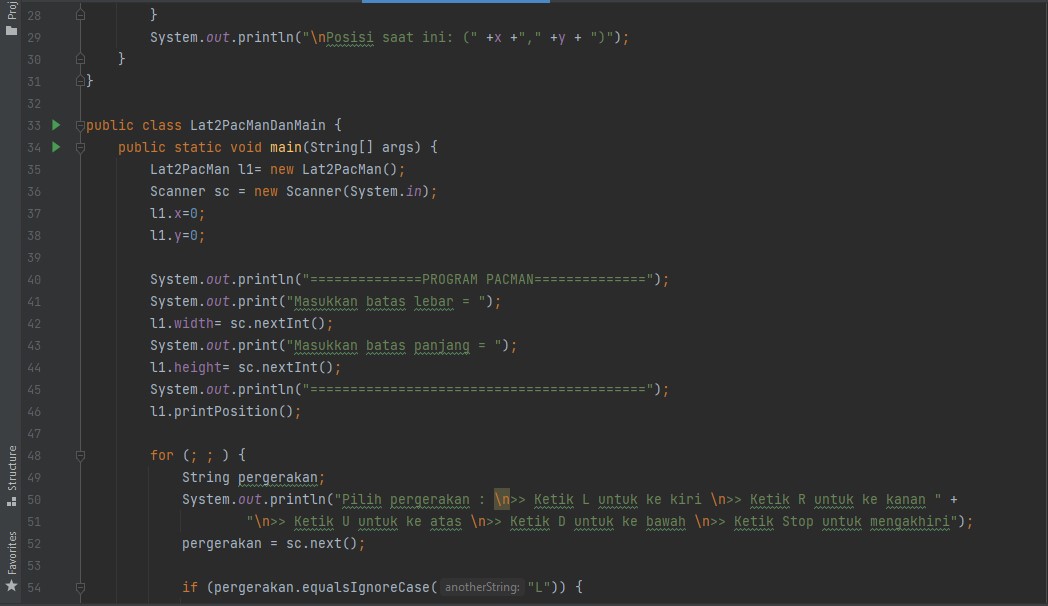 Proj
28 }
29 System.out.println("\nPosisi saat ini: (" +x +"," +y + ")");
30 }
31 }
32
33 public class Lat2PacManDanMain {
34 public static void main(String[] args) {
35 Lat2PacMan l1= new Lat2PacMan();
36 Scanner sc = new Scanner(System.in);
37 l1.x=0;
38 l1.y=0;
39
40 System.out.println("==============PROGRAM PACMAN==============");
41 System.out.print("Masukkan batas lebar = ");
42 l1.width= sc.nextInt();
43 System.out.print("Masukkan batas panjang = ");
44 l1.height= sc.nextInt();
45 System.out.println("==========================================");
46 l1.printPosition();
47
48 for (; ; ) {
49 String pergerakan;
50 System.out.println("Pilih pergerakan : \n>> Ketik L untuk ke kiri \n>> Ketik R untuk ke kanan " +
51 "\n>> Ketik U untuk ke atas \n>> Ketik D untuk ke bawah \n>> Ketik Stop untuk mengakhiri");
52 pergerakan = sc.next();
53
54 if (pergerakan.equalsIgnoreCase( anotherString: "L")) {
Structure
Favorites